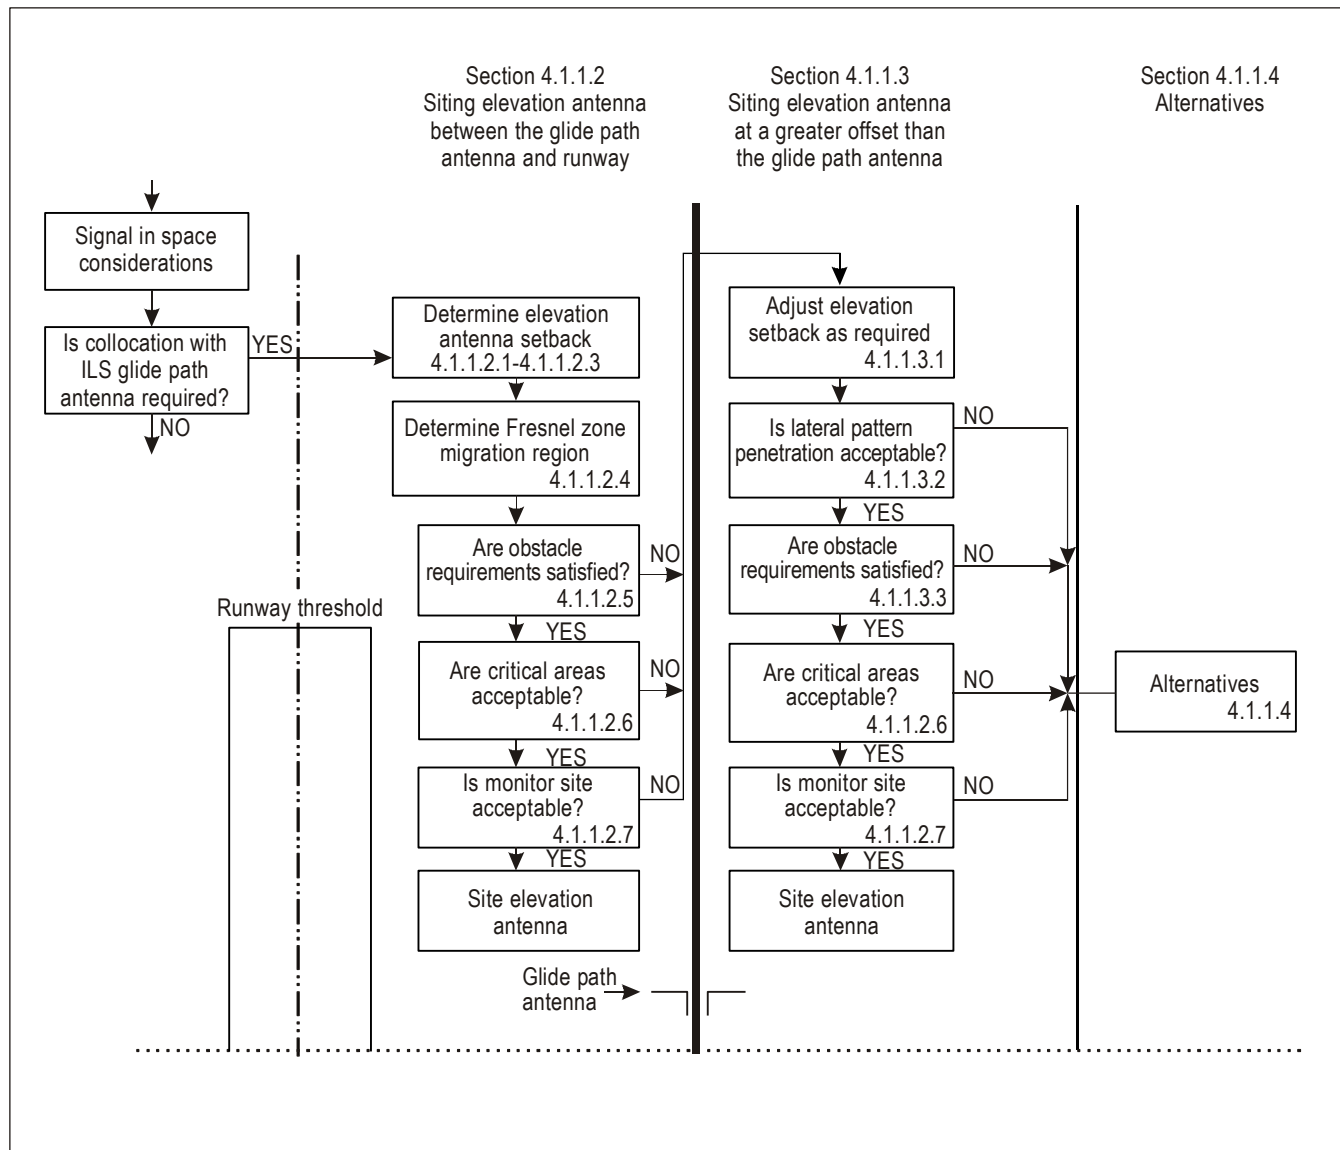 Section 4.1.1.2
Siting elevation antenna
between the glide path
antenna and runway
Section 4.1.1.3
Siting elevation antenna
at a greater offset than
the glide path antenna
Section 4.1.1.4
Alternatives
Signal in space
considerations
Is collocation with
ILS glide path
antenna required?
YES
NO
Runway threshold
Determine elevation
antenna setback
4.1.1.2.1-4.1.1.2.3
Determine Fresnel zone
migration region
4.1.1.2.4
Are obstacle
requirements satisfied?
4.1.1.2.5
NO
YES
Are critical areas
acceptable?
4.1.1.2.6
NO
YES
Is monitor site
acceptable?
4.1.1.2.7
NO
YES
Site elevation
antenna
Glide path
antenna
Adjust elevation
setback as required
4.1.1.3.1
Is lateral pattern
penetration acceptable?
4.1.1.3.2
NO
YES
Are obstacle
requirements satisfied?
4.1.1.3.3
NO
YES
Are critical areas
acceptable?
4.1.1.2.6
NO
YES
Is monitor site
acceptable?
4.1.1.2.7
NO
YES
Site elevation
antenna
Alternatives
4.1.1.4